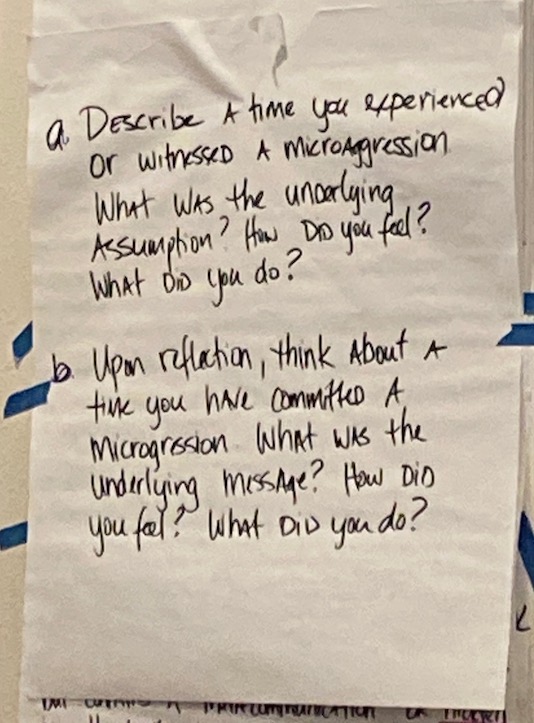 a. Describe A time you experienced
or witnessed A microAggression
What WAS the underlying
Assumption? How DID you feel?
What DiD you do?
b. Upon reflection, think About A
time you have committed A
Microgression What WAS the
underlying messAge? How DiD
you feel? What DiD you do?